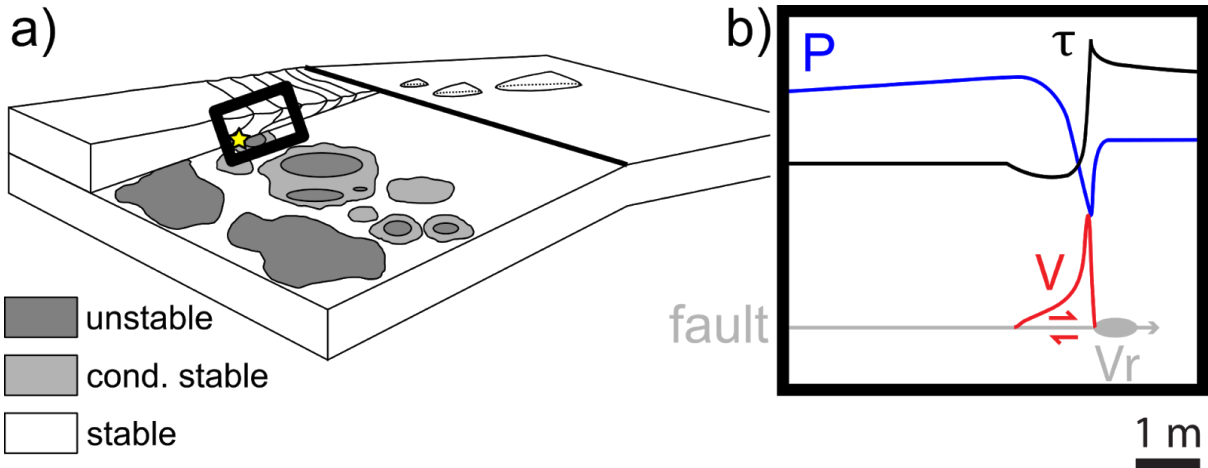 a)
unstable
cond. stable
stable
b)
P
τ
V
fault
Vr
1 m